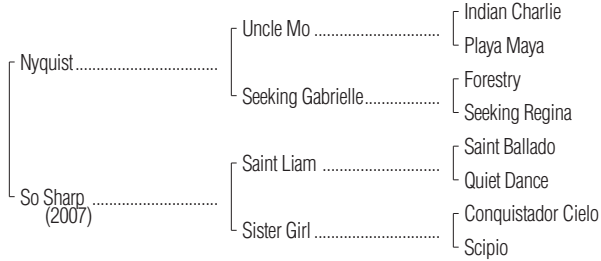 Indian Charlie
Uncle Mo ................................
Playa Maya
Nyquist ....................................
Forestry
Seeking Gabrielle...................
Seeking Regina
Saint Ballado
Saint Liam ..............................
Quiet Dance
So Sharp ................................
(2007)
Conquistador Cielo
Sister Girl ................................
Scipio